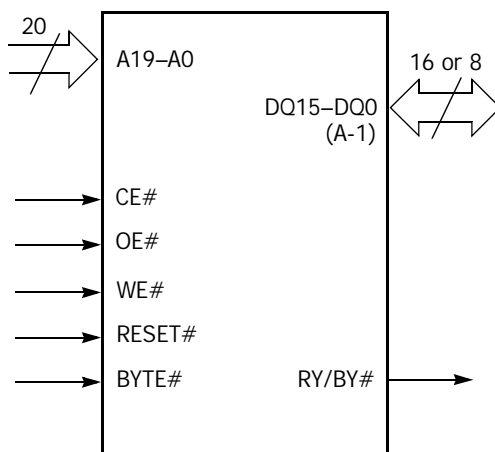 20
A19–A0
16 or 8
DQ15–DQ0
(A-1)
CE#
OE#
WE#
RESET#
BYTE#
RY/BY#